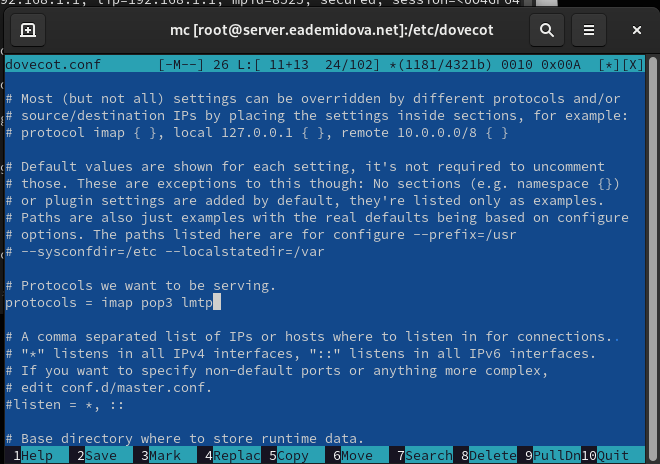 92.168.1.1, lip=192.168.1.1, mpid=8525, secured, session=<004GF04
mc [root@server.eademidova.net]:/etc/dovecot
dovecot.conf [-M--] 26 L:[ 11+13 24/102] *(1181/4321b) 0010 0x00A [*][X]
# Most (but not all) settings can be overridden by different protocols and/or
# source/destination IPs by placing the settings inside sections, for example:
# protocol imap { }, local 127.0.0.1 { }, remote 10.0.0.0/8 { }
# Default values are shown for each setting, it's not required to uncomment
# those. These are exceptions to this though: No sections (e.g. namespace {})
# or plugin settings are added by default, they're listed only as examples.
# Paths are also just examples with the real defaults being based on configure
# options. The paths listed here are for configure --prefix=/usr
# --sysconfdir=/etc --localstatedir=/var
# Protocols we want to be serving.
protocols = imap pop3 lmtp
# A comma separated list of IPs or hosts where to listen in for connections..
# "*" listens in all IPv4 interfaces, "::" listens in all IPv6 interfaces.
# If you want to specify non-default ports or anything more complex,
# edit conf.d/master.conf.
#listen = *, ::
# Base directory where to store runtime data.
1Help 2Save 3Mark 4Replac 5Copy 6Move 7Search 8Delete 9PullDn 10Quit